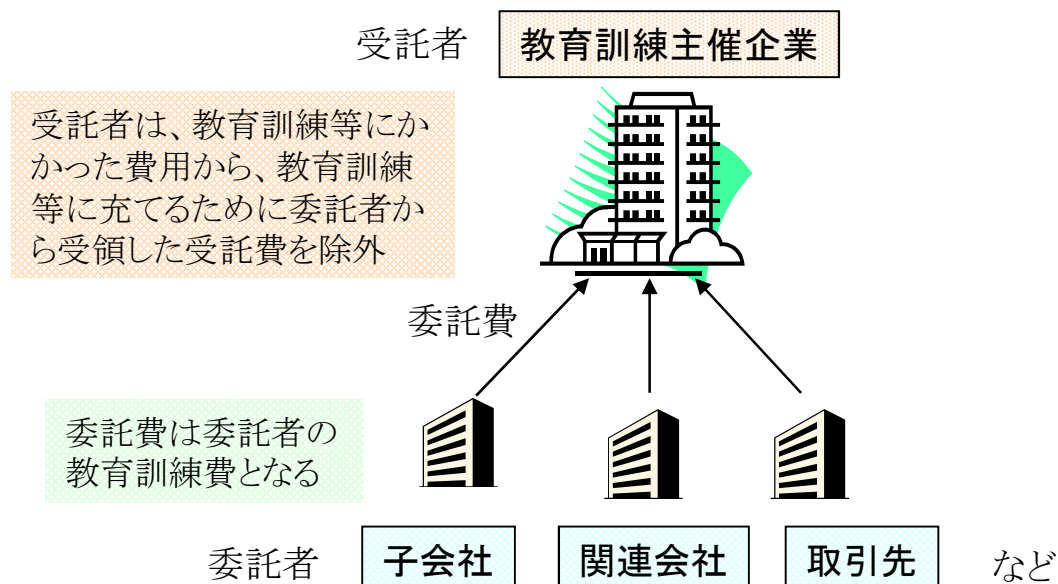 受託者 教育訓練主催企業
受託者は、教育訓練等にか
かった費用から、教育訓練
等に充てるために委託者か
ら受領した受託費を除外
委託費
委託費は委託者の
教育訓練費となる
委託者 子会社 関連会社 取引先 など